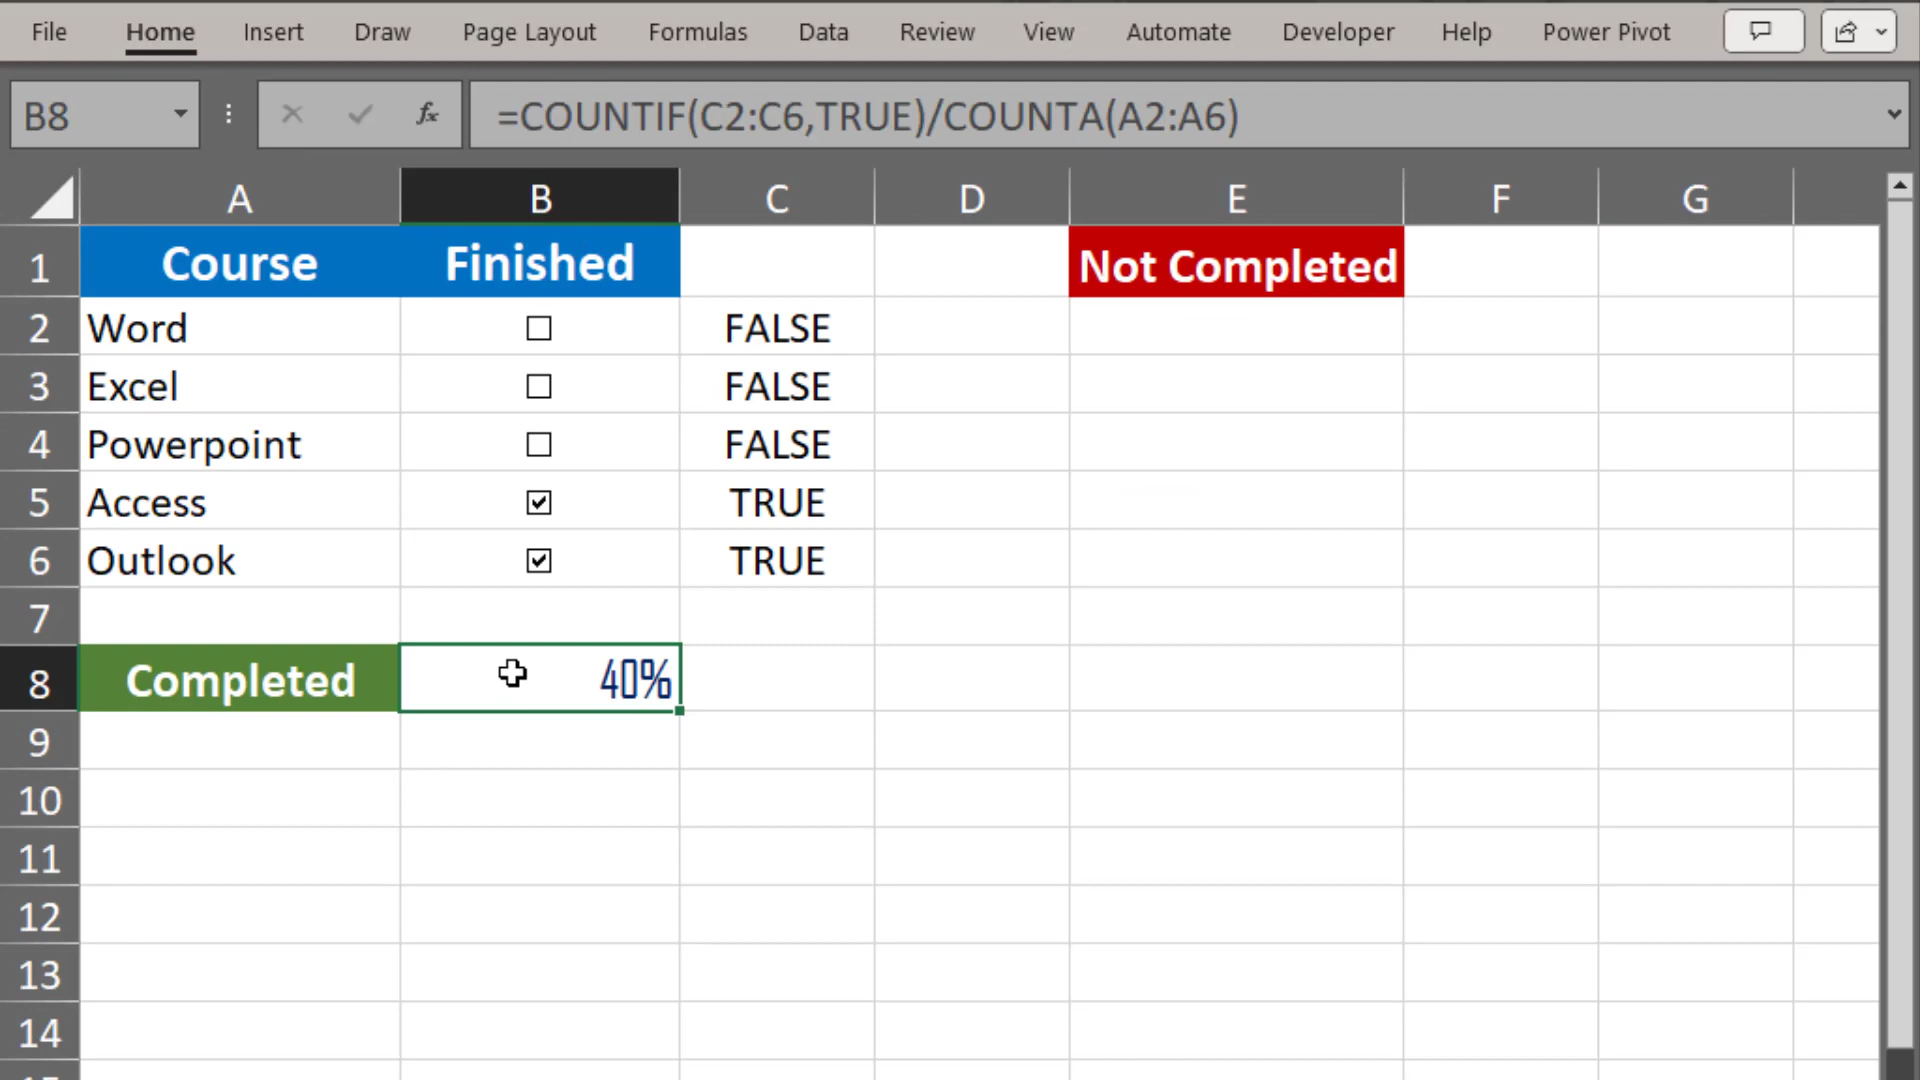 File Home Insert Draw Page Layout Formulas Data Review View Automate Developer Help Power Pivot
B8 fx =COUNTIF(C2:C6,TRUE)/COUNTA(A2:A6)
A B C D E F G
1 Course Finished Not Completed
2 Word FALSE
3 Excel FALSE
4 Powerpoint FALSE
5 Access TRUE
6 Outlook TRUE
7
8 Completed 40%
9
10
11
12
13
14